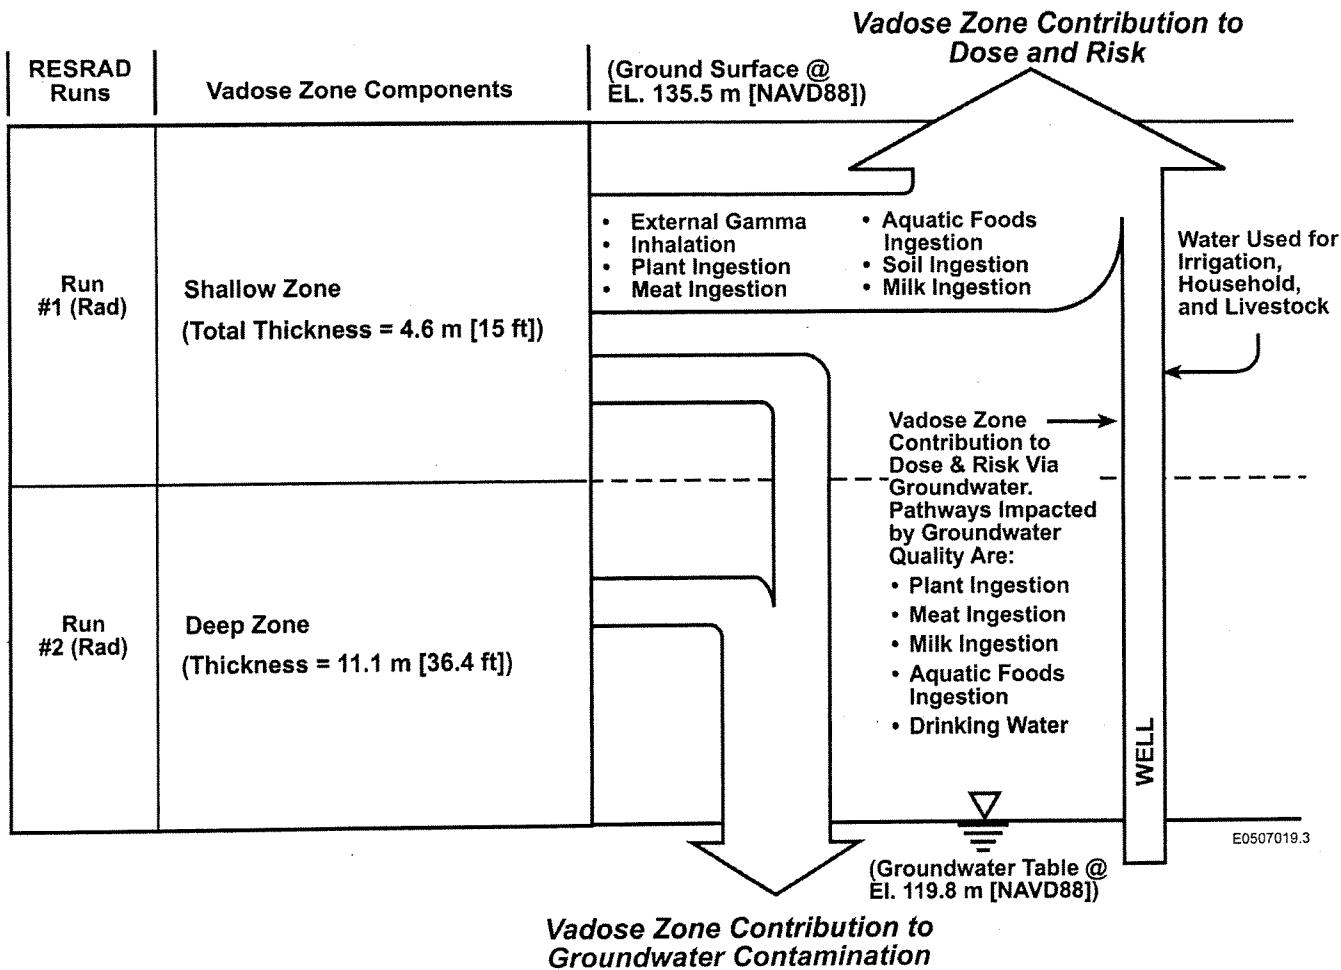 Vadose Zone Contribution to
Dose and Risk
RESRAD
Runs
Vadose Zone Components
(Ground Surface @
EL. 135.5 m [NAVD88])
Run
#1 (Rad)
Shallow Zone
(Total Thickness = 4.6 m [15 ft])
• External Gamma
• Inhalation
• Plant Ingestion
• Meat Ingestion
• Aquatic Foods
Ingestion
• Soil Ingestion
• Milk Ingestion
Water Used for
Irrigation,
Household,
and Livestock
Vadose Zone
Contribution to
Dose & Risk Via
Groundwater.
Pathways Impacted
by Groundwater
Quality Are:
• Plant Ingestion
• Meat Ingestion
• Milk Ingestion
• Aquatic Foods
Ingestion
• Drinking Water
Run
#2 (Rad)
Deep Zone
(Thickness = 11.1 m [36.4 ft])
WELL
E0507019.3
(Groundwater Table @
El. 119.8 m [NAVD88])
Vadose Zone Contribution to
Groundwater Contamination